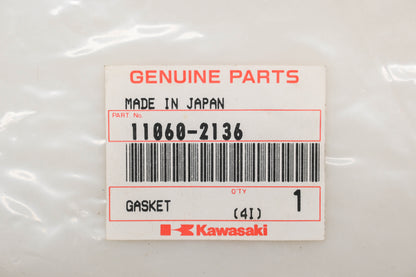 GENUINE PARTS
MADE IN JAPAN
PART No.
11060-2136
Q'TY
GASKET (4I) 1
Kawasaki